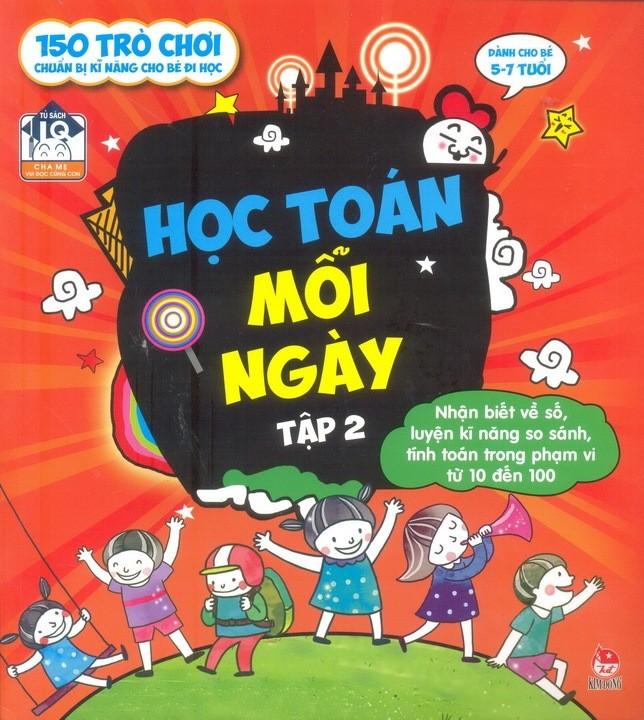 150 TRÒ CHƠI
CHUẨN BỊ KĨ NĂNG CHO BÉ ĐI HỌC
DÀNH CHO BÉ
5-7 TUỔI
TỦ SÁCH
IQ
CHA MẸ
VUI ĐỌC CÙNG CON
HỌC TOÁN
MỖI
NGÀY
TẬP 2
Nhận biết về số,
luyện kĩ năng so sánh,
tính toán trong phạm vi
từ 10 đến 100
KIM ĐỒNG